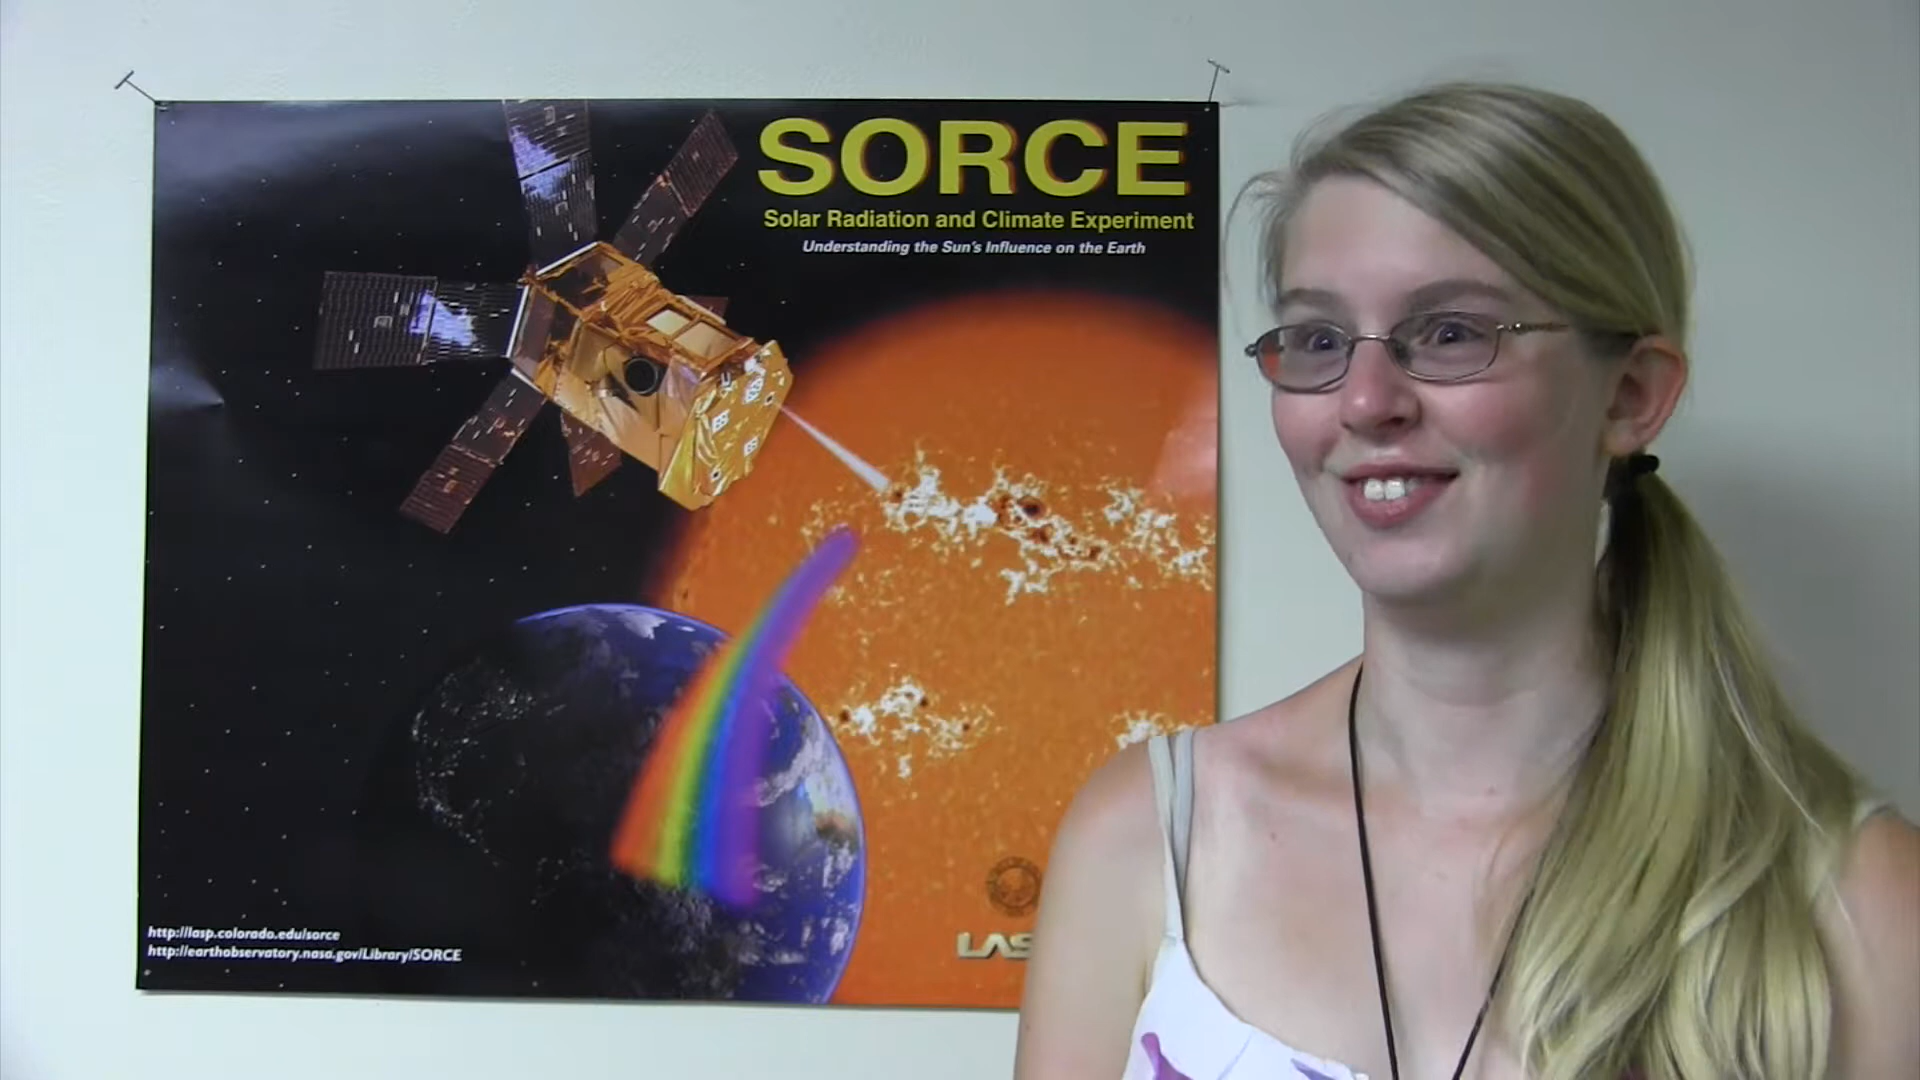 SORCE
Solar Radiation and Climate Experiment
Understanding the Sun's Influence on the Earth
http://lasp.colorado.edu/sorce
http://earthobservatory.nasa.gov/Library/SORCE